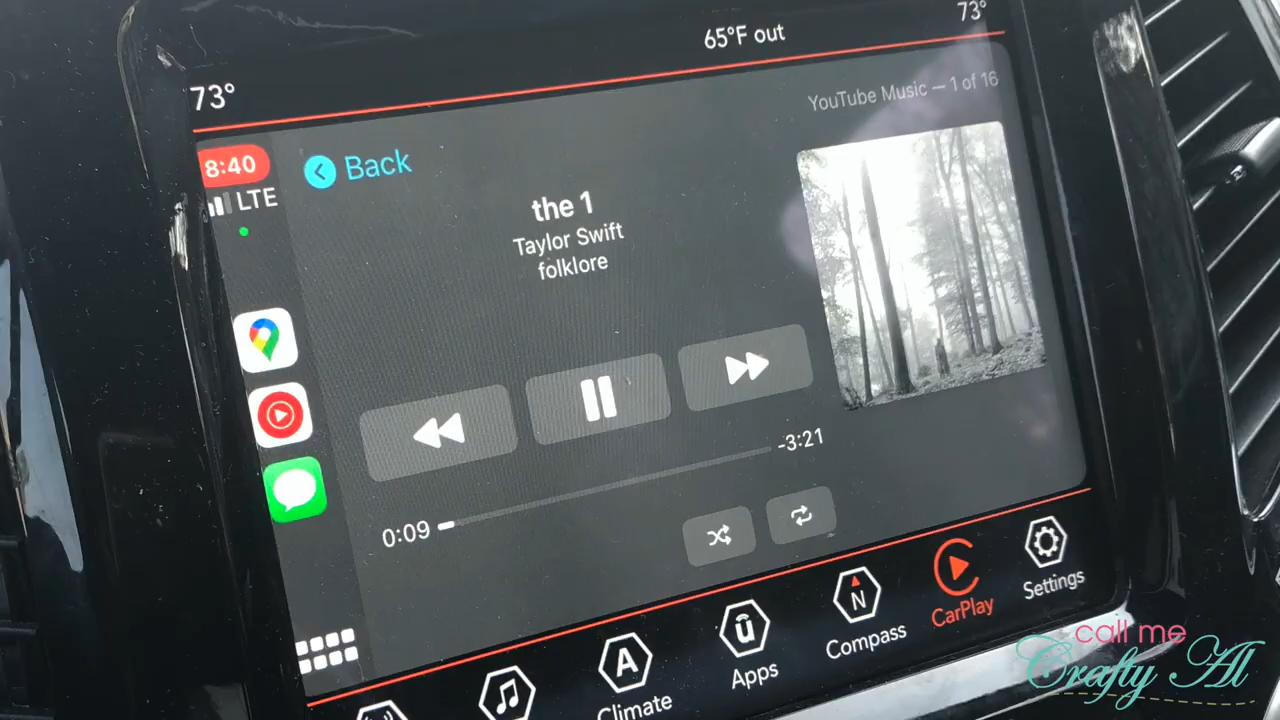 65°F out
73°
73°
YouTube Music — 1 of 16
8:40
LTE
Back
the 1
Taylor Swift
folklore
-3:21
0:09
Settings
CarPlay
N
Compass
û
Apps
A
Climate
call me
Crafty Al